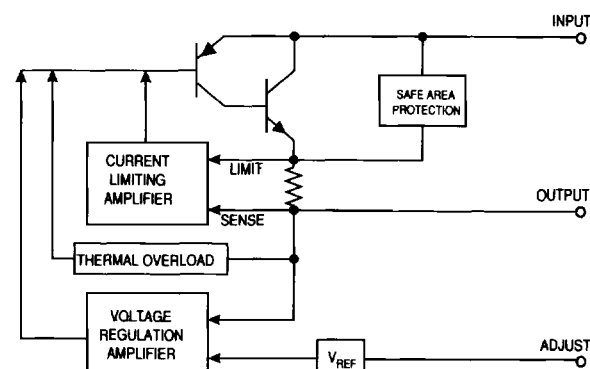 INPUT
SAFE AREA
PROTECTION
CURRENT
LIMITING
AMPLIFIER
LIMIT
OUTPUT
SENSE
THERMAL OVERLOAD
VOLTAGE
REGULATION
AMPLIFIER
ADJUST
VREF